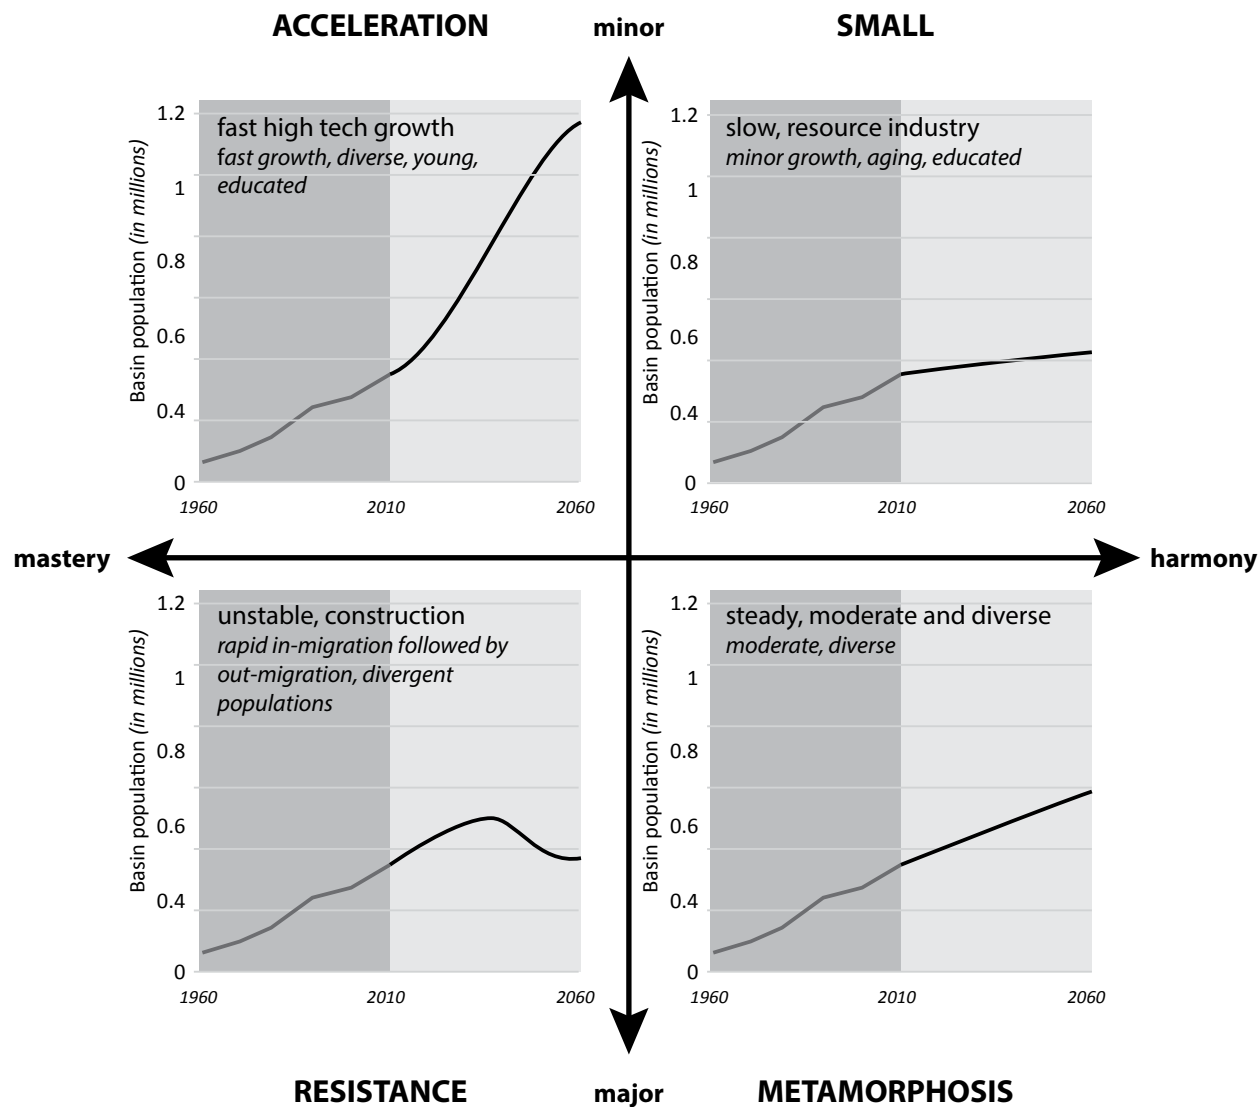 ACCELERATION
minor
SMALL
Basin population (in millions)
1.2
1
0.8
0.6
0.4
0
fast high tech growth
fast growth, diverse, young,
educated
1960
2010
2060
Basin population (in millions)
1.2
1
0.8
0.6
0.4
0
slow, resource industry
minor growth, aging, educated
1960
2010
2060
mastery
harmony
Basin population (in millions)
1.2
1
0.8
0.6
0.4
0
unstable, construction
rapid in-migration followed by
out-migration, divergent
populations
1960
2010
2060
Basin population (in millions)
1.2
1
0.8
0.6
0.4
0
steady, moderate and diverse
moderate, diverse
1960
2010
2060
RESISTANCE
major
METAMORPHOSIS